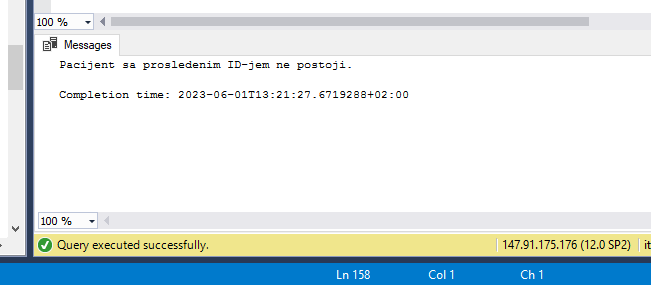 100 %
Messages
Pacijent sa prosledenim ID-jem ne postoji.
Completion time: 2023-06-01T13:21:27.6719288+02:00
100 %
Query executed successfully. 147.91.175.176 (12.0 SP2) it
Ln 158 Col 1 Ch 1